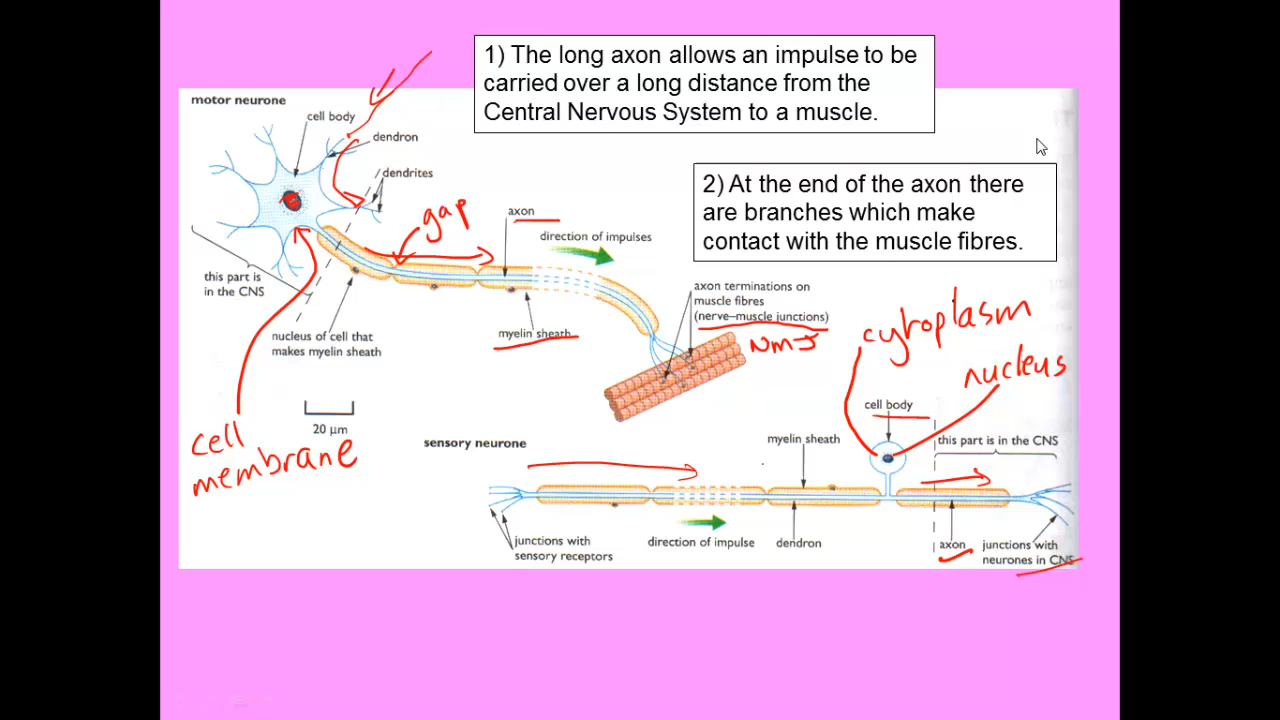 1) The long axon allows an impulse to be
carried over a long distance from the
Central Nervous System to a muscle.
motor neurone
cell body
dendron
dendrites
2) At the end of the axon there
are branches which make
contact with the muscle fibres.
gap
axon
direction of impulses
this part is
in the CNS
nucleus of cell that
makes myelin sheath
myelin sheath
axon terminations on
muscle fibres
(nerve–muscle junctions)
NMJ
cytoplasm
nucleus
20 µm
cell
membrane
sensory neurone
myelin sheath
cell body
this part is in the CNS
junctions with
sensory receptors
direction of impulse
dendron
axon
junctions with
neurones in CNS